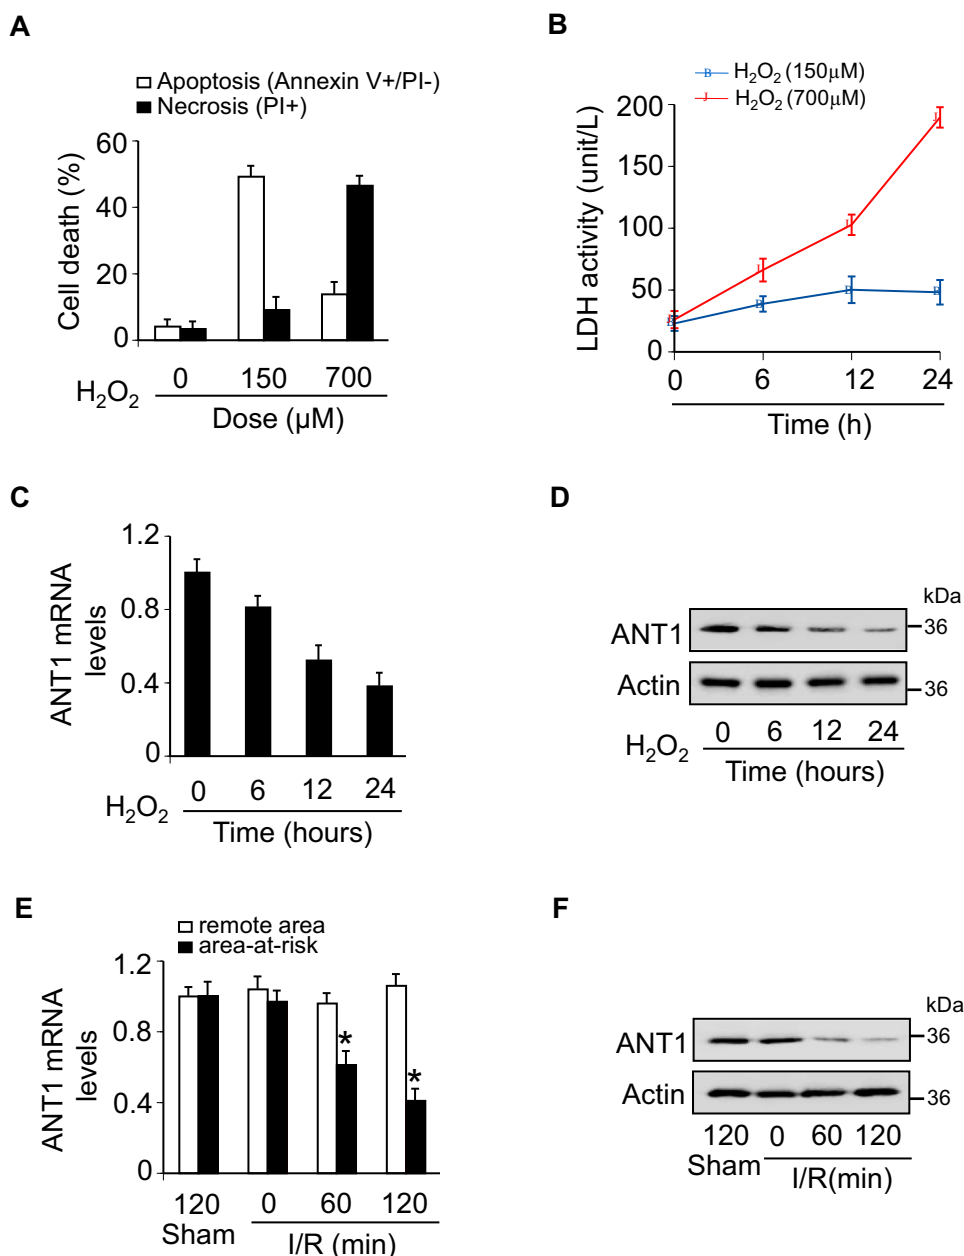 A
Apoptosis (Annexin V+/PI-)
Necrosis (PI+)
Cell death (%)
60
40
20
0
H₂O₂
0 150 700
Dose (μM)
B
H₂O₂ (150μM)
H₂O₂ (700μM)
LDH activity (unit/L)
200
150
100
50
0
0 6 12 24
Time (h)
C
ANT1 mRNA
levels
1.2
0.8
0.4
0
H₂O₂
0 6 12 24
Time (hours)
D
kDa
ANT1 36
Actin 36
H₂O₂
0 6 12 24
Time (hours)
E
remote area
area-at-risk
ANT1 mRNA
levels
1.2
0.8
0.4
0
* *
120 0 60 120
Sham I/R (min)
F
kDa
ANT1 36
Actin 36
120 0 60 120
Sham I/R(min)